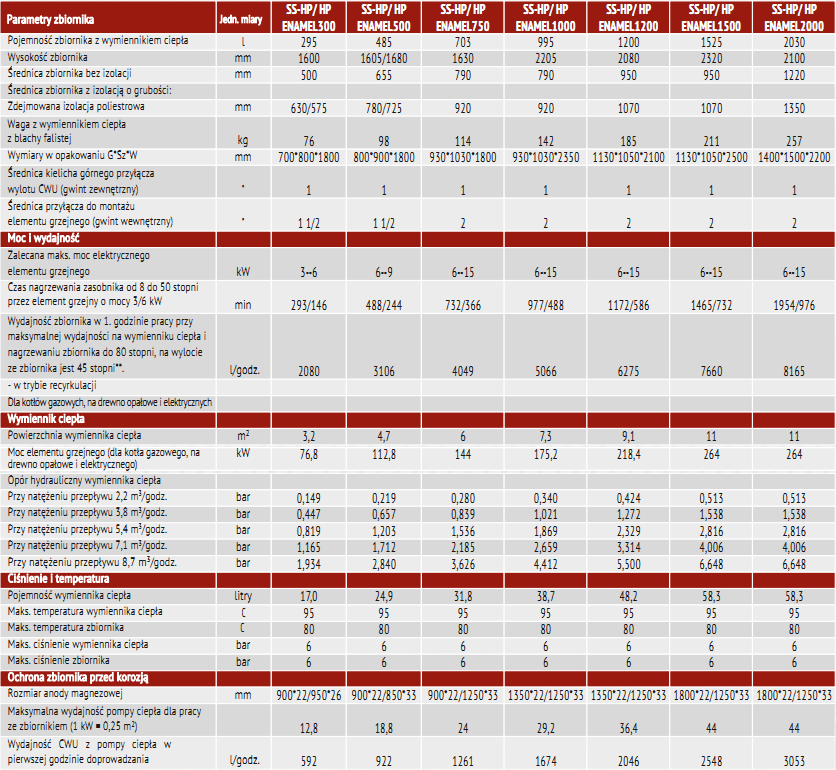 Parametry zbiornika Jedn. miary SS-HP/ HP ENAMEL300 SS-HP/ HP ENAMEL500 SS-HP/ HP ENAMEL750 SS-HP/ HP ENAMEL1000 SS-HP/ HP ENAMEL1200 SS-HP/ HP ENAMEL1500 SS-HP/ HP ENAMEL2000
Pojemność zbiornika z wymiennikiem ciepła l 295 485 703 995 1200 1525 2030
Wysokość zbiornika mm 1600 1605/1680 1630 2205 2080 2320 2100
Średnica zbiornika bez izolacji mm 500 655 790 790 950 950 1220
Średnica zbiornika z izolacją o grubości:
Zdejmowana izolacja poliestrowa mm 630/575 780/725 920 920 1070 1070 1350
Waga z wymiennikiem ciepła
z blachy falistej kg 76 98 114 142 185 211 257
Wymiary w opakowaniu G*Sz*W mm 700*800*1800 800*900*1800 930*1030*1800 930*1030*2350 1130*1050*2100 1130*1050*2500 1400*1500*2200
Średnica kielicha górnego przyłącza
wylotu CWU (gwint zewnętrzny) " 1 1 1 1 1 1 1
Średnica przyłącza do montażu
elementu grzejnego (gwint wewnętrzny) " 1 1/2 1 1/2 2 2 2 2 2
Moc i wydajność
Zalecana maks. moc elektrycznego
elementu grzejnego kW 3--6 6--9 6--15 6--15 6--15 6--15 6--15
Czas nagrzewania zasobnika od 8 do 50 stopni
przez element grzejny o mocy 3/6 kW min 293/146 488/244 732/366 977/488 1172/586 1465/732 1954/976
Wydajność zbiornika w 1. godzinie pracy przy
maksymalnej wydajności na wymienniku ciepła i
nagrzewaniu zbiornika do 80 stopni, na wylocie
ze zbiornika jest 45 stopni**. l/godz. 2080 3106 4049 5066 6275 7660 8165
- w trybie recyrkulacji
Dla kotłów gazowych, na drewno opałowe i elektrycznych
Wymiennik ciepła
Powierzchnia wymiennika ciepła m² 3,2 4,7 6 7,3 9,1 11 11
Moc elementu grzejnego (dla kotła gazowego, na
drewno opałowe i elektrycznego) kW 76,8 112,8 144 175,2 218,4 264 264
Opór hydrauliczny wymiennika ciepła
Przy natężeniu przepływu 2,2 m³/godz. bar 0,149 0,219 0,280 0,340 0,424 0,513 0,513
Przy natężeniu przepływu 3,8 m³/godz. bar 0,447 0,657 0,839 1,021 1,272 1,538 1,538
Przy natężeniu przepływu 5,4 m³/godz. bar 0,819 1,203 1,536 1,869 2,329 2,816 2,816
Przy natężeniu przepływu 7,1 m³/godz. bar 1,165 1,712 2,185 2,659 3,314 4,006 4,006
Przy natężeniu przepływu 8,7 m³/godz. bar 1,934 2,840 3,626 4,412 5,500 6,648 6,648
Ciśnienie i temperatura
Pojemność wymiennika ciepła litry 17,0 24,9 31,8 38,7 48,2 58,3 58,3
Maks. temperatura wymiennika ciepła C 95 95 95 95 95 95 95
Maks. temperatura zbiornika C 80 80 80 80 80 80 80
Maks. ciśnienie wymiennika ciepła bar 6 6 6 6 6 6 6
Maks. ciśnienie zbiornika bar 6 6 6 6 6 6 6
Ochrona zbiornika przed korozją
Rozmiar anody magnezowej mm 900*22/950*26 900*22/850*33 900*22/1250*33 1350*22/1250*33 1350*22/1250*33 1800*22/1250*33 1800*22/1250*33
Maksymalna wydajność pompy ciepła dla pracy
ze zbiornikiem (1 kW = 0,25 m²) 12,8 18,8 24 29,2 36,4 44 44
Wydajność CWU z pompy ciepła w
pierwszej godzinie doprowadzania l/godz. 592 922 1261 1674 2046 2548 3053